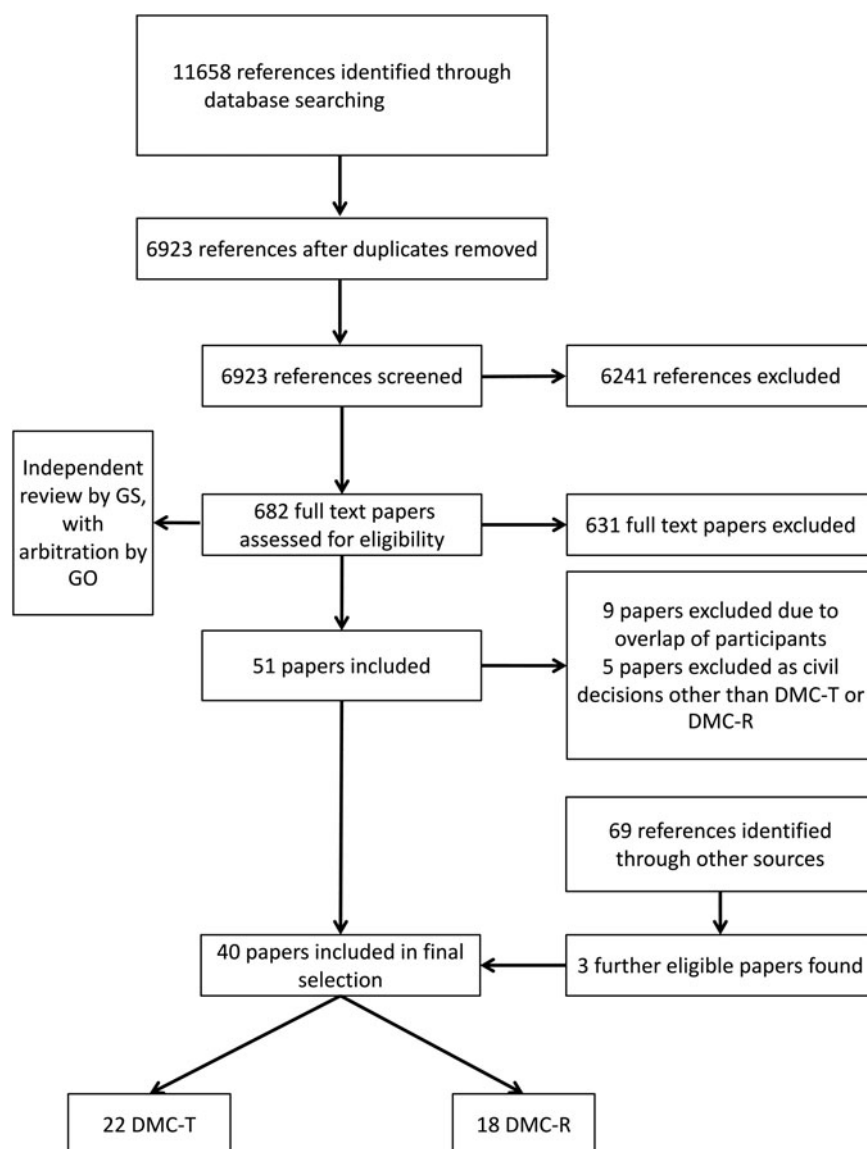 11658 references identified through
database searching
6923 references after duplicates removed
6923 references screened
6241 references excluded
Independent
review by GS,
with
arbitration by
GO
682 full text papers
assessed for eligibility
631 full text papers excluded
51 papers included
9 papers excluded due to
overlap of participants
5 papers excluded as civil
decisions other than DMC-T or
DMC-R
69 references identified
through other sources
40 papers included in final
selection
3 further eligible papers found
22 DMC-T
18 DMC-R